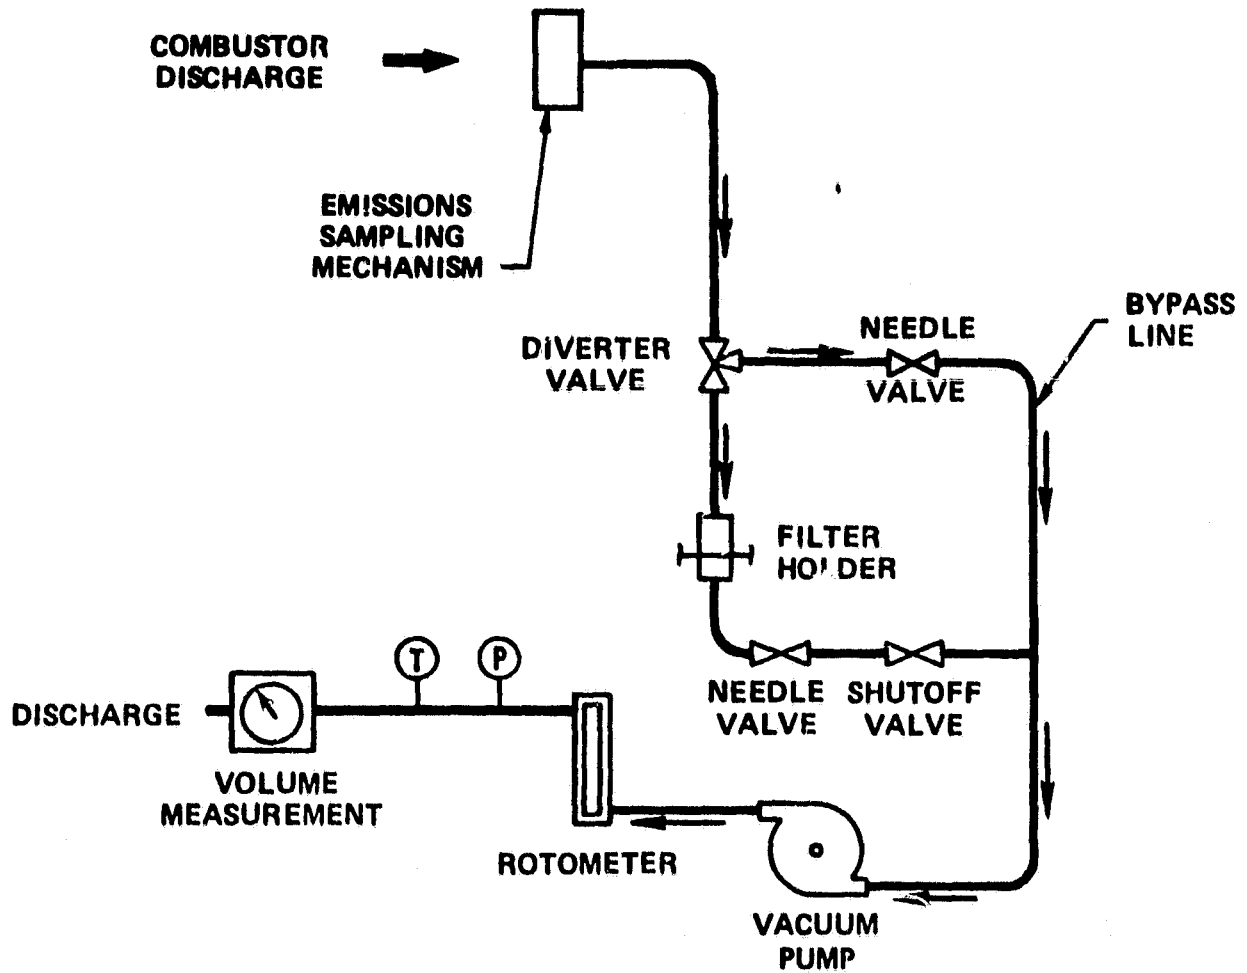 COMBUSTOR
DISCHARGE
EMISSIONS
SAMPLING
MECHANISM
BYPASS
LINE
NEEDLE
VALVE
DIVERTER
VALVE
FILTER
HOLDER
T
P
NEEDLE
VALVE
SHUTOFF
VALVE
DISCHARGE
VOLUME
MEASUREMENT
ROTOMETER
VACUUM
PUMP